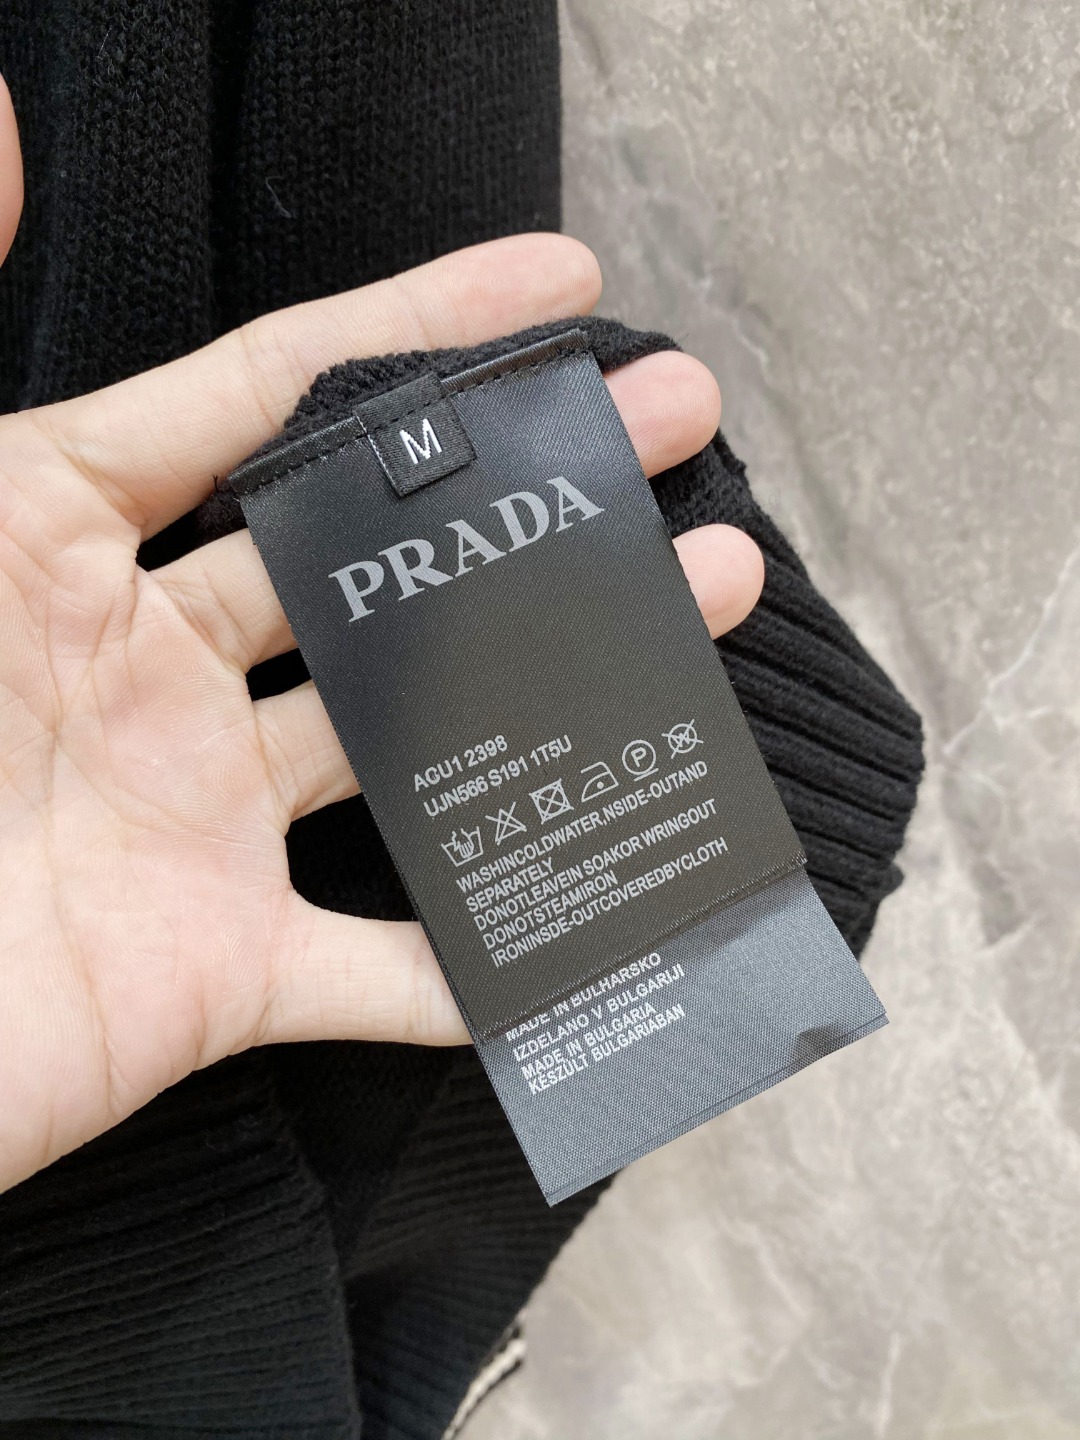 M
PRADA
AGU1 2398
UJN566 S191 1T5U
P
W
WASHINCOLDWATER,NSIDE-OUTAND
SEPARATELY
DONOTLEAVEIN SOAKOR WRINGOUT
DONOTSTEAMIRON
IRONINSDE-OUTCOVEREDBYCLOTH
MADE IN BULHARSKO
IZDELANO V BULGARIJI
MADE IN BULGARIA
KÉSZÜLT BULGARIABAN